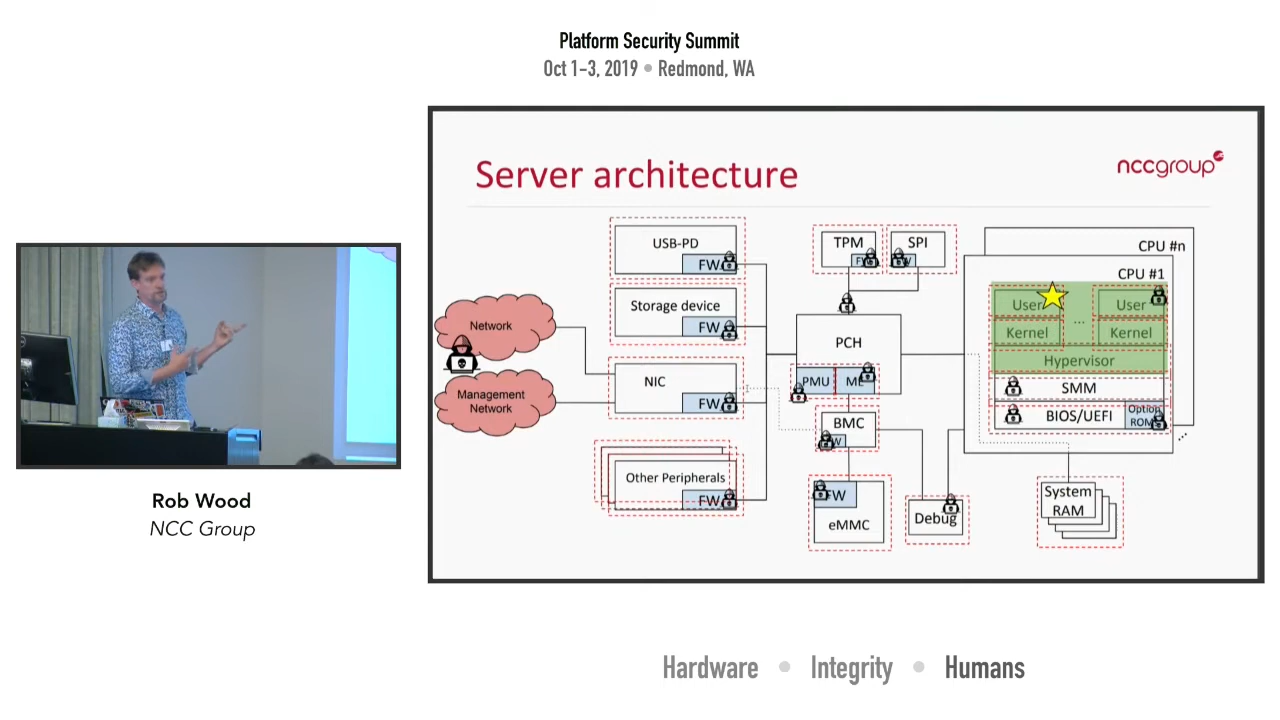 Platform Security Summit
Oct 1-3, 2019 • Redmond, WA
Server architecture
nccgroup
USB-PD
FW
Storage device
FW
NIC
FW
Other Peripherals
FW
Network
Management
Network
TPM
SPI
PCH
PMU
ME
BMC
FW
eMMC
Debug
CPU #n
CPU #1
User
User
...
Kernel
Kernel
Hypervisor
SMM
BIOS/UEFI
Option
ROM
System
RAM
Rob Wood
NCC Group
Hardware • Integrity • Humans